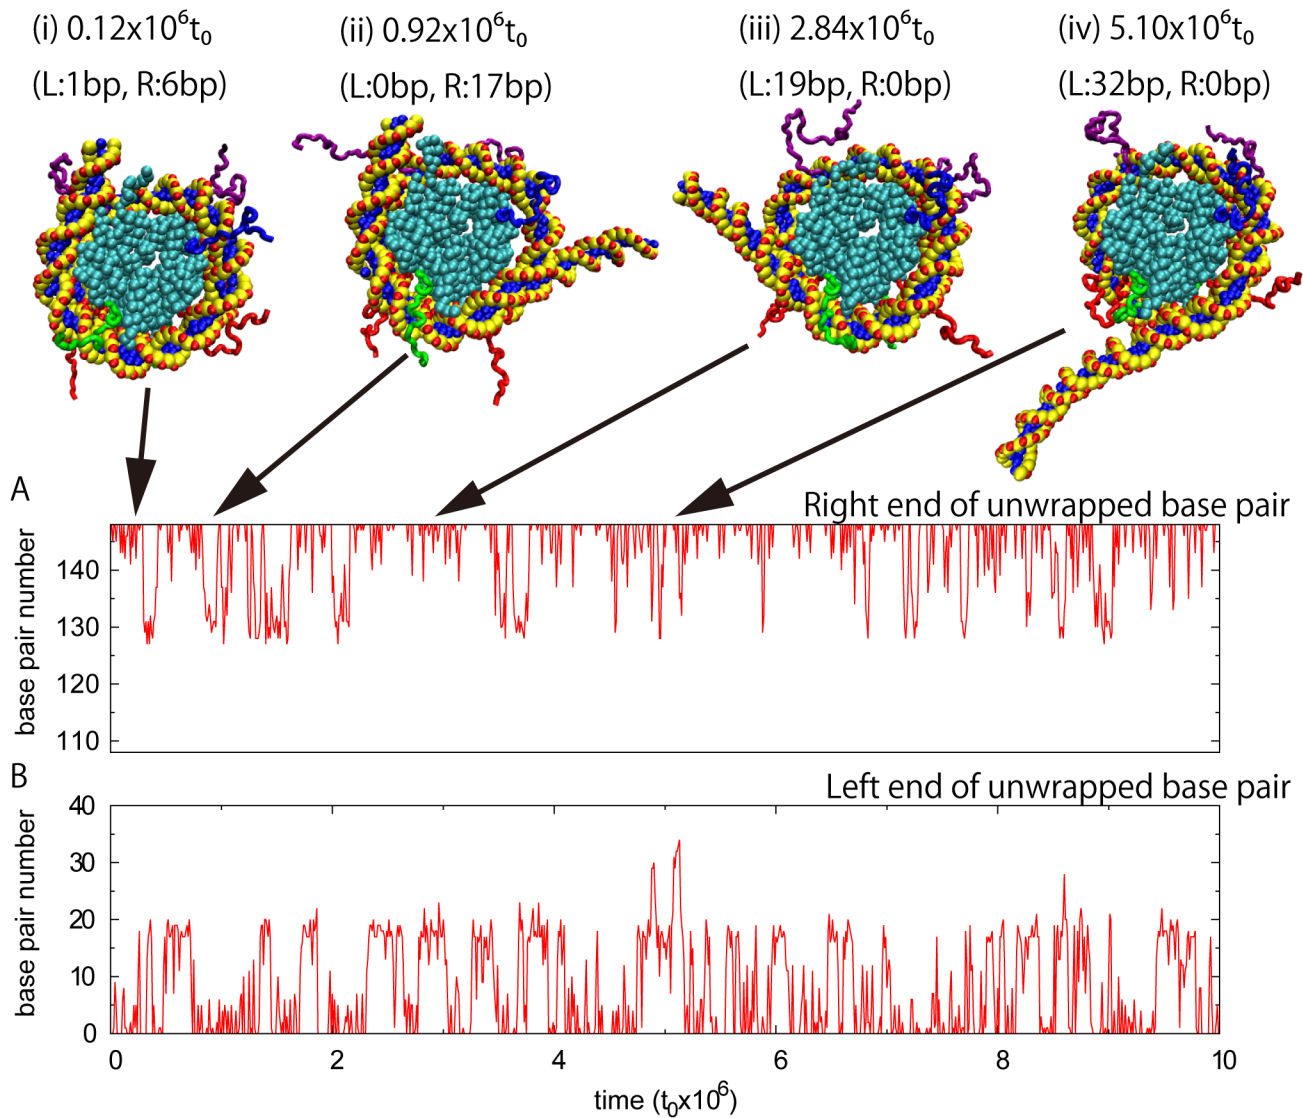 (i) 0.12x10⁶t₀
(ii) 0.92x10⁶t₀
(iii) 2.84x10⁶t₀
(iv) 5.10x10⁶t₀
(L:1bp, R:6bp)
(L:0bp, R:17bp)
(L:19bp, R:0bp)
(L:32bp, R:0bp)
A
Right end of unwrapped base pair
base pair number
140
130
120
110
B
Left end of unwrapped base pair
base pair number
40
30
20
10
0
0 2 4 6 8 10
time (t₀x10⁶)